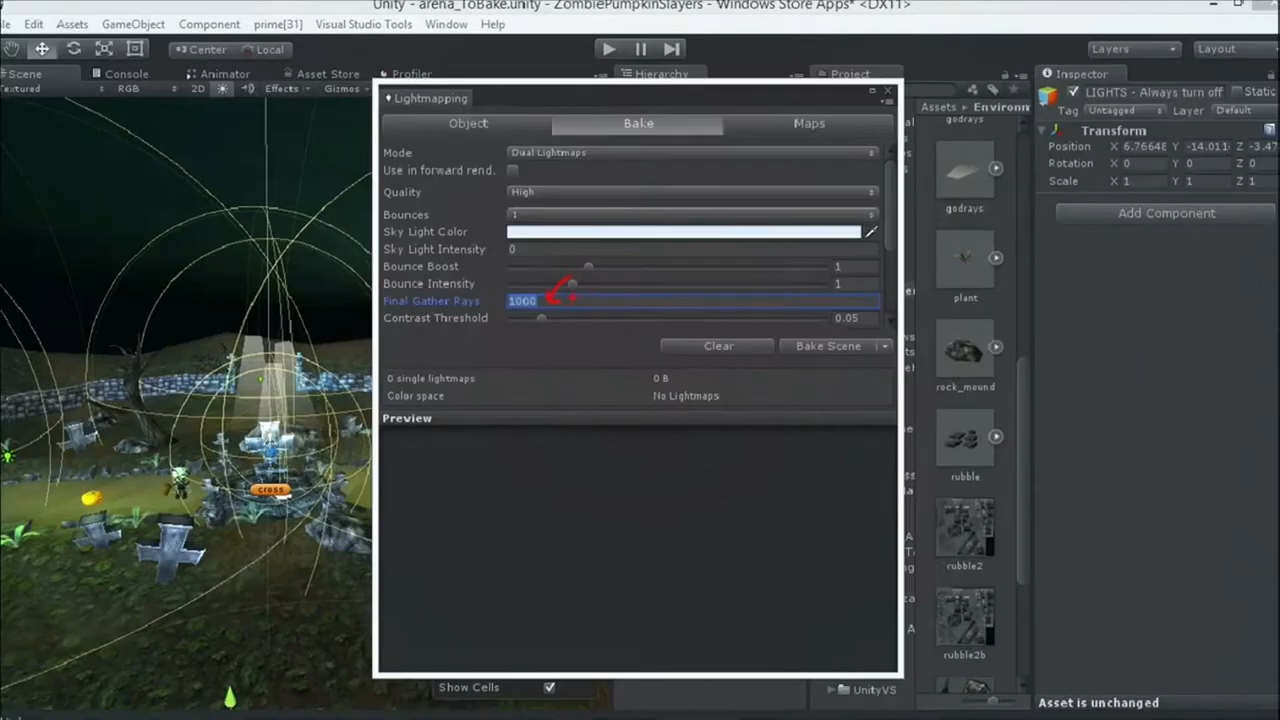 Unity - arena_ToBake.unity - ZombiePumpkinSlayers - Windows Store Apps* <DX11>
Edit Assets GameObject Component prime[31] Visual Studio Tools Window Help
Center Local Layers Layout
Scene Console Animator Asset Store Profiler Hierarchy Project Inspector
Textured RGB 2D Effects Gizmos
LIGHTS - Always turn off Static
Tag Untagged Layer Default
Transform
Position X 6.76648 Y -14.011 Z -3.47
Rotation X 0 Y 0 Z 0
Scale X 1 Y 1 Z 1
Add Component
Lightmapping
Object Bake Maps
Mode Dual Lightmaps
Use in forward rend.
Quality High
Bounces 1
Sky Light Color
Sky Light Intensity 0
Bounce Boost 1
Bounce Intensity 1
Final Gather Rays 1000
Contrast Threshold 0.05
Clear Bake Scene
0 single lightmaps 0 B
Color space No Lightmaps
Preview
Assets Environm
godrays
godrays
plant
rock_mound
rubble
rubble2
rubble2b
cross
Show Cells
UnityVS
Asset is unchanged